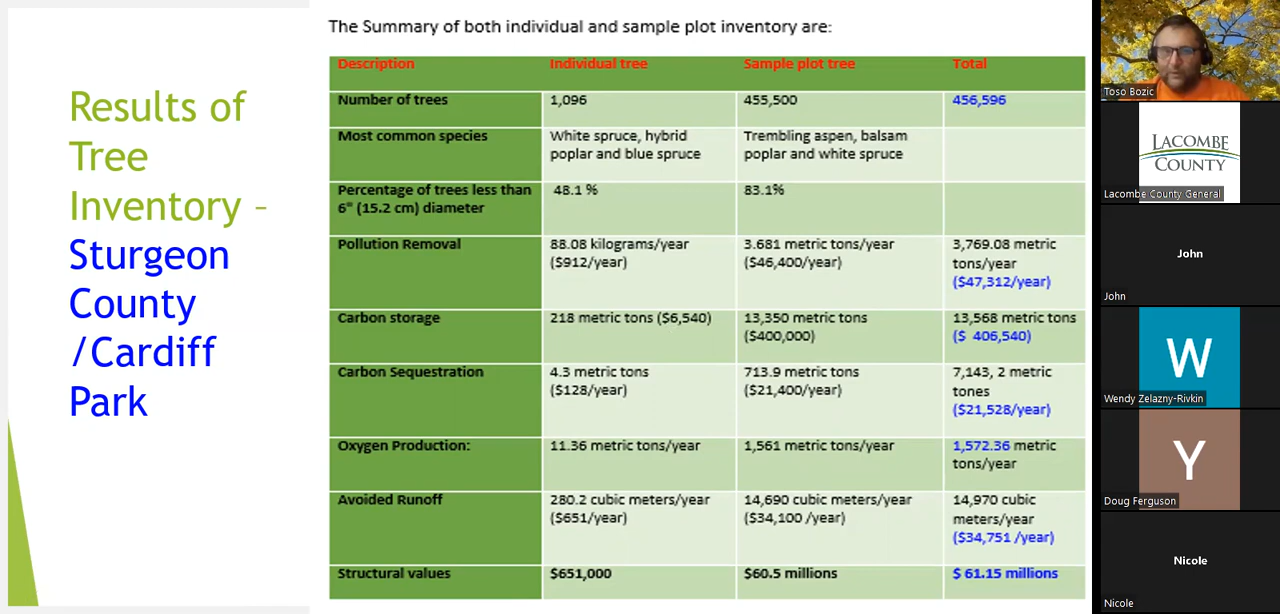 Results of
Tree
Inventory –
Sturgeon
County
/Cardiff
Park
The Summary of both individual and sample plot inventory are:
Description Individual tree Sample plot tree Total
Number of trees 1,096 455,500 456,596
Most common species White spruce, hybrid Trembling aspen, balsam
poplar and blue spruce poplar and white spruce
Percentage of trees less than 48.1 % 83.1%
6" (15.2 cm) diameter
Pollution Removal 88.08 kilograms/year 3.681 metric tons/year 3,769.08 metric
($912/year) ($46,400/year) tons/year
($47,312/year)
Carbon storage 218 metric tons ($6,540) 13,350 metric tons 13,568 metric tons
($400,000) ($ 406,540)
Carbon Sequestration 4.3 metric tons 713.9 metric tons 7,143, 2 metric
($128/year) ($21,400/year) tones
($21,528/year)
Oxygen Production: 11.36 metric tons/year 1,561 metric tons/year 1,572.36 metric
tons/year
Avoided Runoff 280.2 cubic meters/year 14,690 cubic meters/year 14,970 cubic
($651/year) ($34,100 /year) meters/year
($34,751 /year)
Structural values $651,000 $60.5 millions $ 61.15 millions
Toso Bozic
LACOMBE
COUNTY
Lacombe County General
John
John
W
Wendy Zelazny-Rivkin
Y
Doug Ferguson
Nicole
Nicole